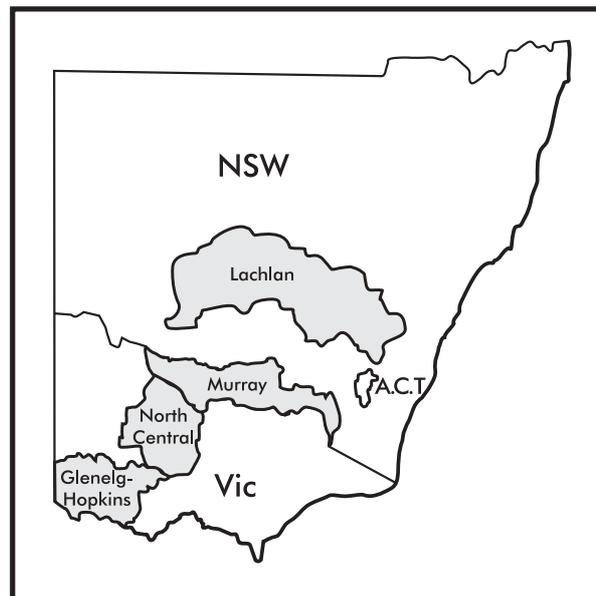 NSW
Lachlan
Murray
A.C.T
North
Central
Glenelg-
Hopkins
Vic